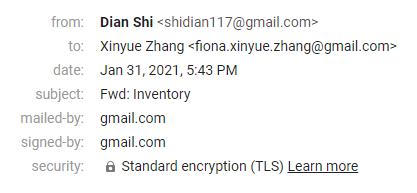 from: Dian Shi <shidian117@gmail.com>
to: Xinyue Zhang <fiona.xinyue.zhang@gmail.com>
date: Jan 31, 2021, 5:43 PM
subject: Fwd: Inventory
mailed-by: gmail.com
signed-by: gmail.com
security: Standard encryption (TLS) Learn more